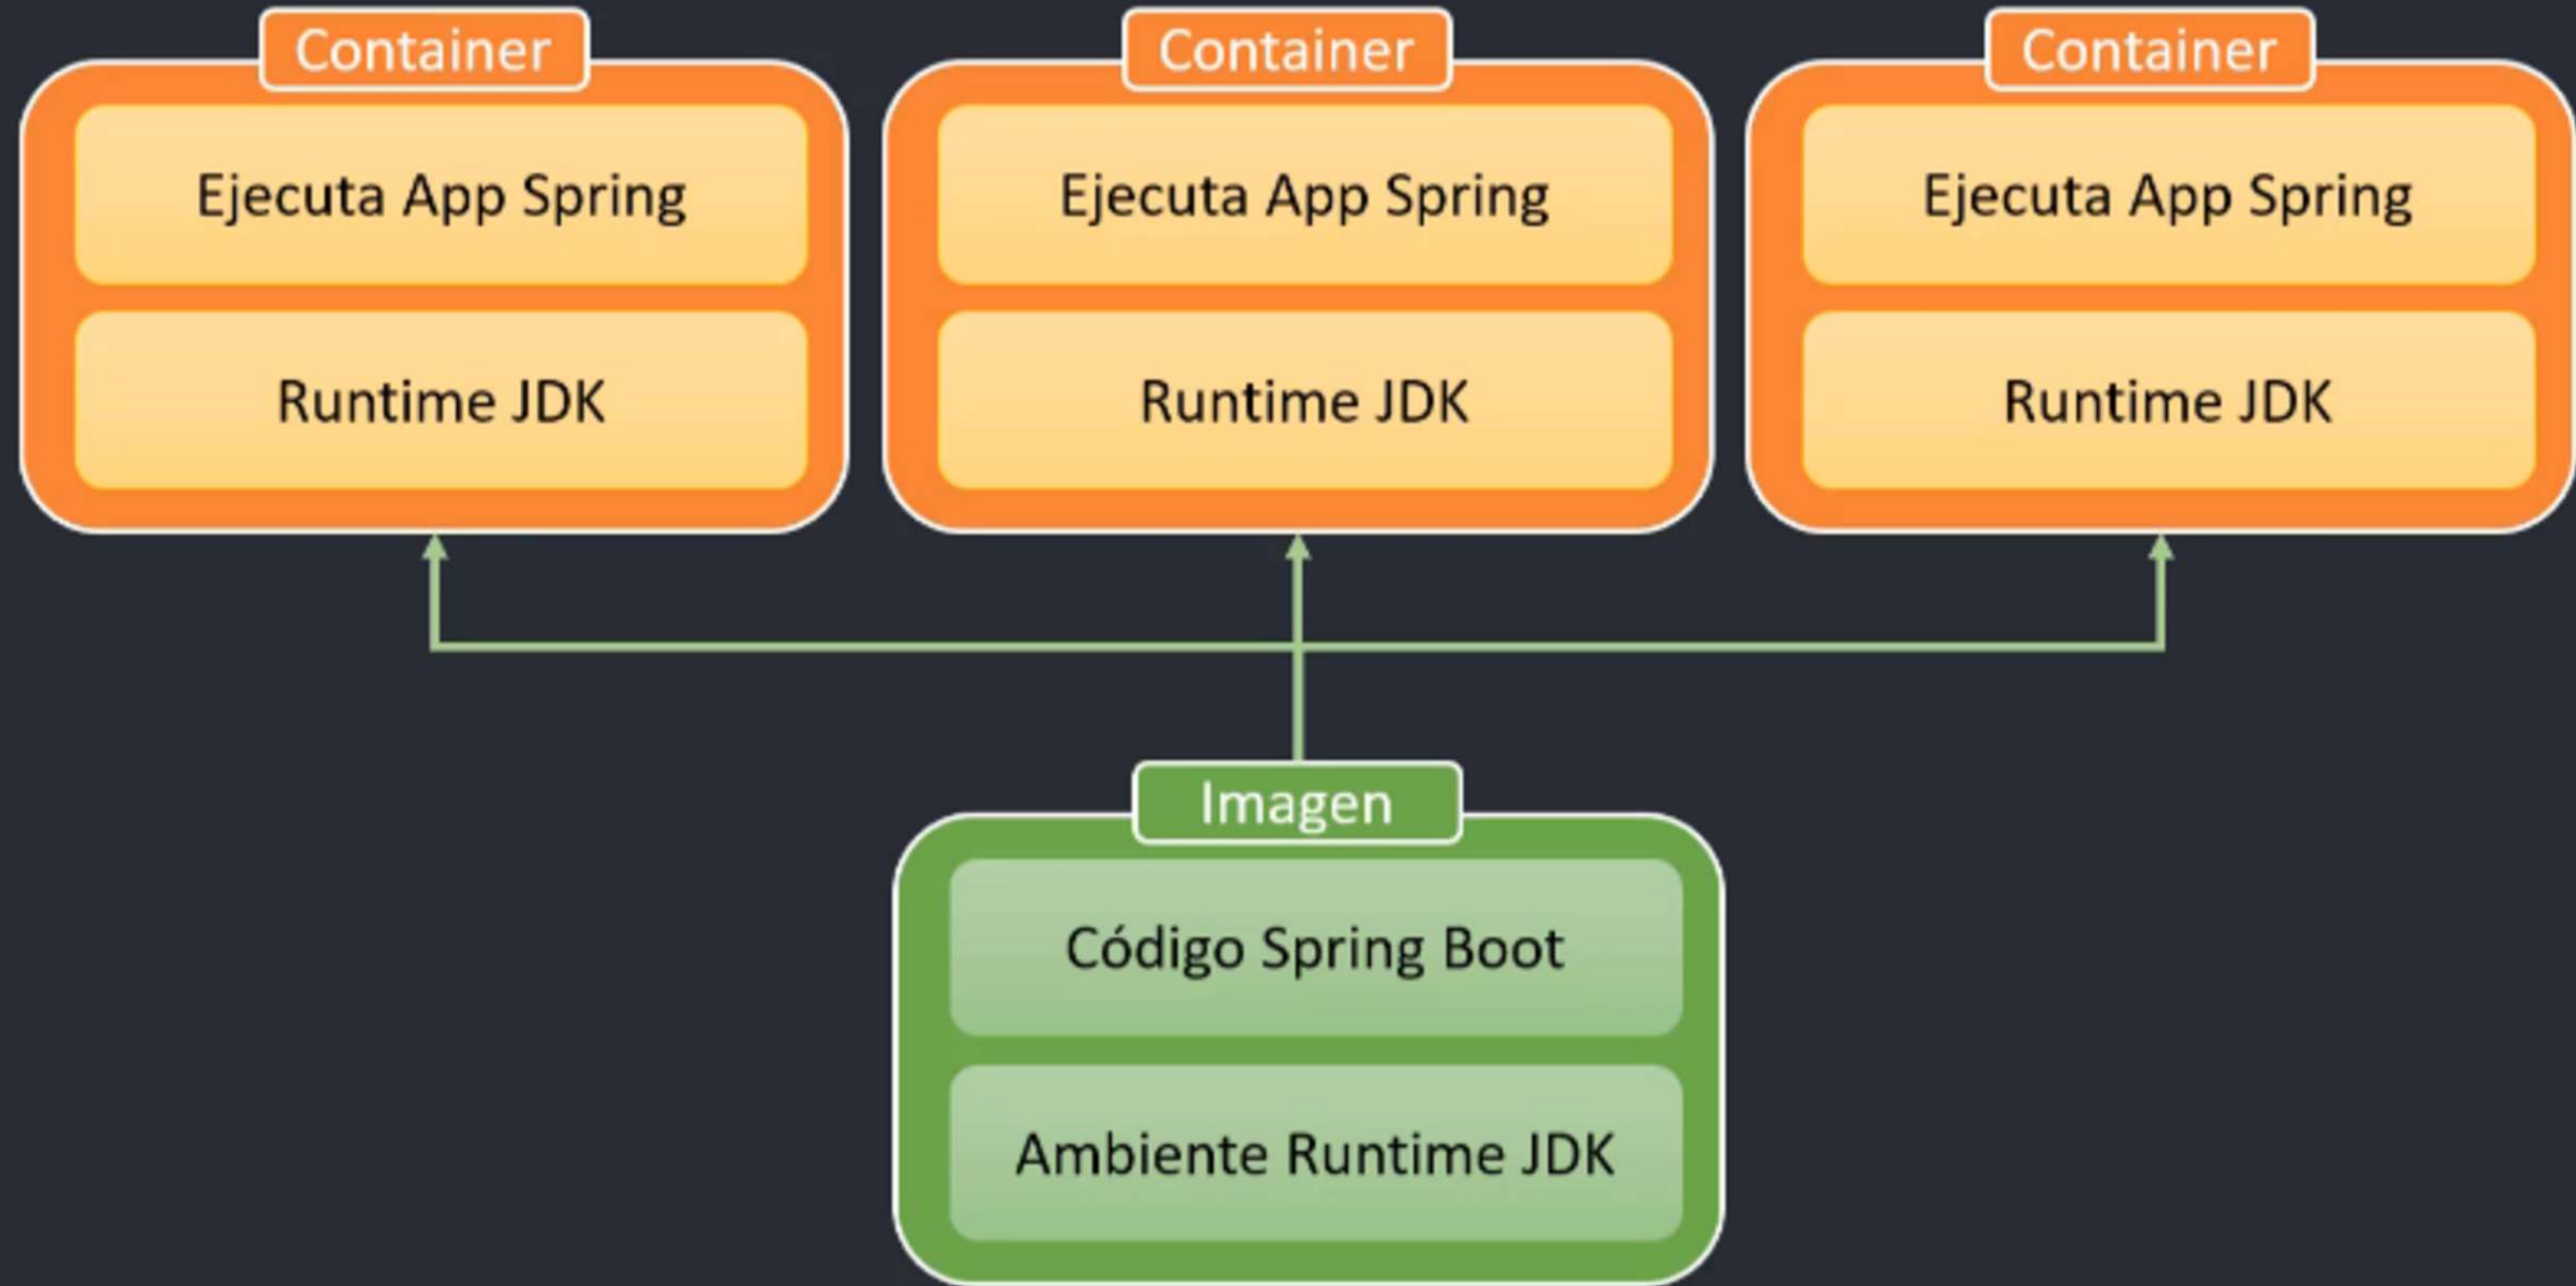 Container
Container
Container
Ejecuta App Spring
Ejecuta App Spring
Ejecuta App Spring
Runtime JDK
Runtime JDK
Runtime JDK
Imagen
Código Spring Boot
Ambiente Runtime JDK